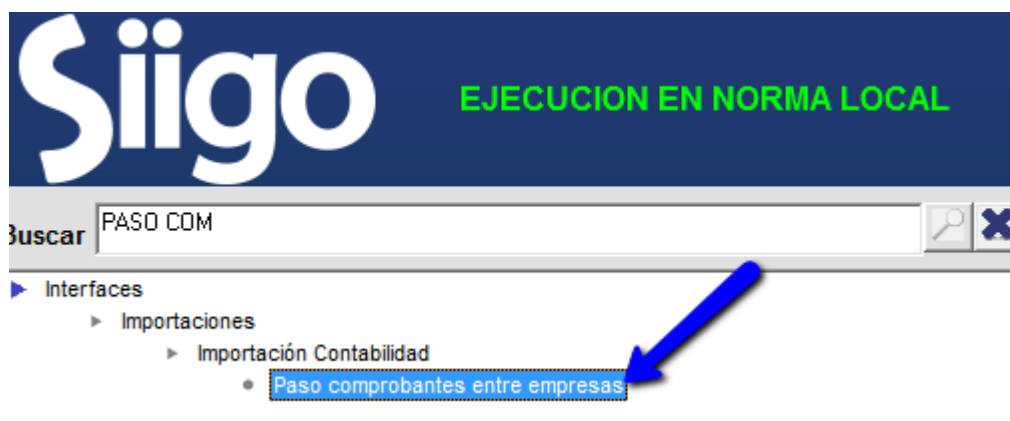 Siigo
EJECUCION EN NORMA LOCAL
Buscar PASO COM
Interfaces
Importaciones
Importación Contabilidad
Paso comprobantes entre empresas